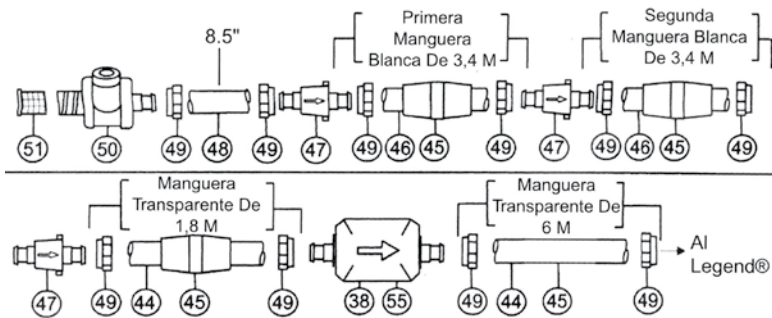 8.5"
Primera
Manguera
Blanca De 3,4 M
Segunda
Manguera Blanca
De 3,4 M
51
50
49
48
49
47
49
46
45
49
47
49
46
45
49
Manguera
Transparente De
1,8 M
Manguera
Transparente De
6 M
Al
Legend®
47
49
44
45
49
38
55
49
44
45
49